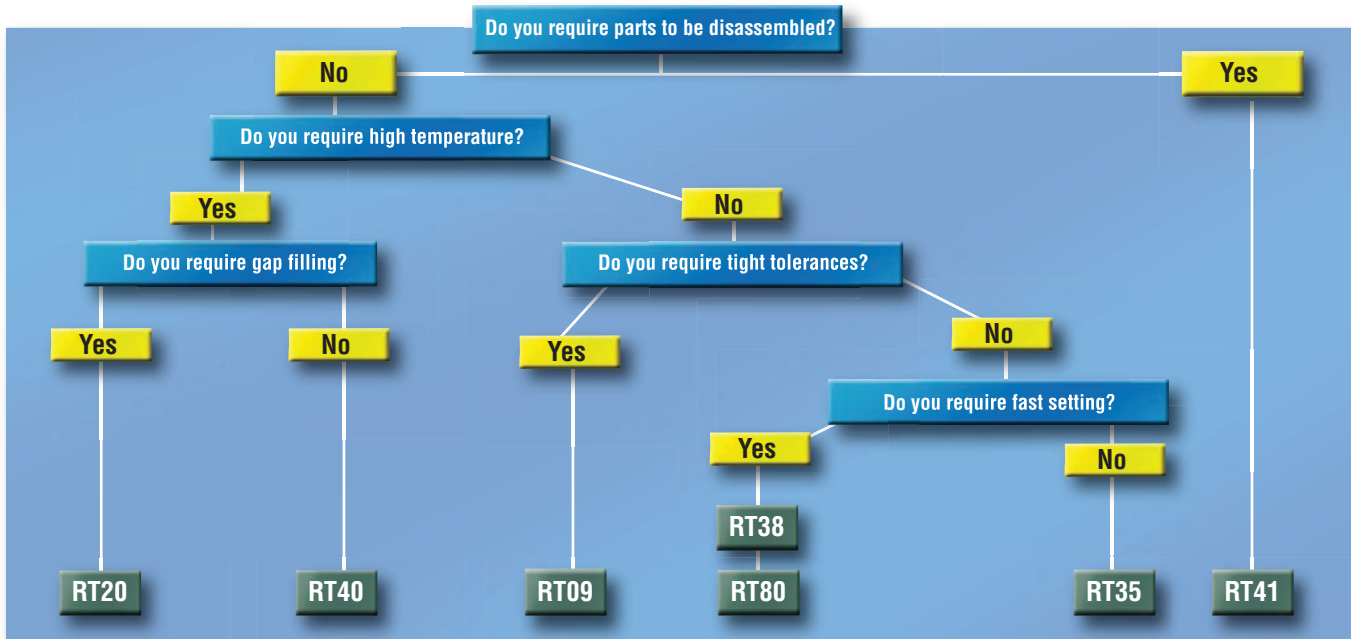 Do you require parts to be disassembled?
No
Yes
Do you require high temperature?
Yes
No
Do you require gap filling?
Do you require tight tolerances?
Yes
No
Yes
No
Do you require fast setting?
Yes
No
RT38
RT20
RT40
RT09
RT80
RT35
RT41